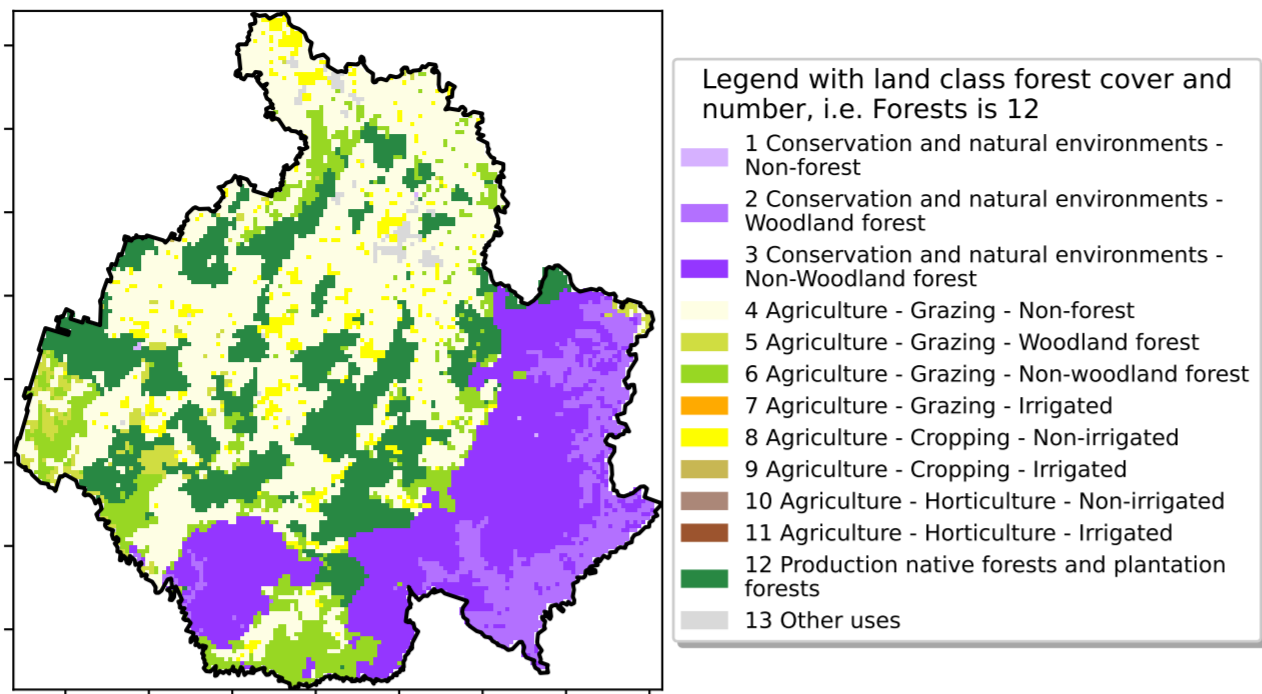 Legend with land class forest cover and
number, i.e. Forests is 12
1 Conservation and natural environments -
Non-forest
2 Conservation and natural environments -
Woodland forest
3 Conservation and natural environments -
Non-Woodland forest
4 Agriculture - Grazing - Non-forest
5 Agriculture - Grazing - Woodland forest
6 Agriculture - Grazing - Non-woodland forest
7 Agriculture - Grazing - Irrigated
8 Agriculture - Cropping - Non-irrigated
9 Agriculture - Cropping - Irrigated
10 Agriculture - Horticulture - Non-irrigated
11 Agriculture - Horticulture - Irrigated
12 Production native forests and plantation
forests
13 Other uses